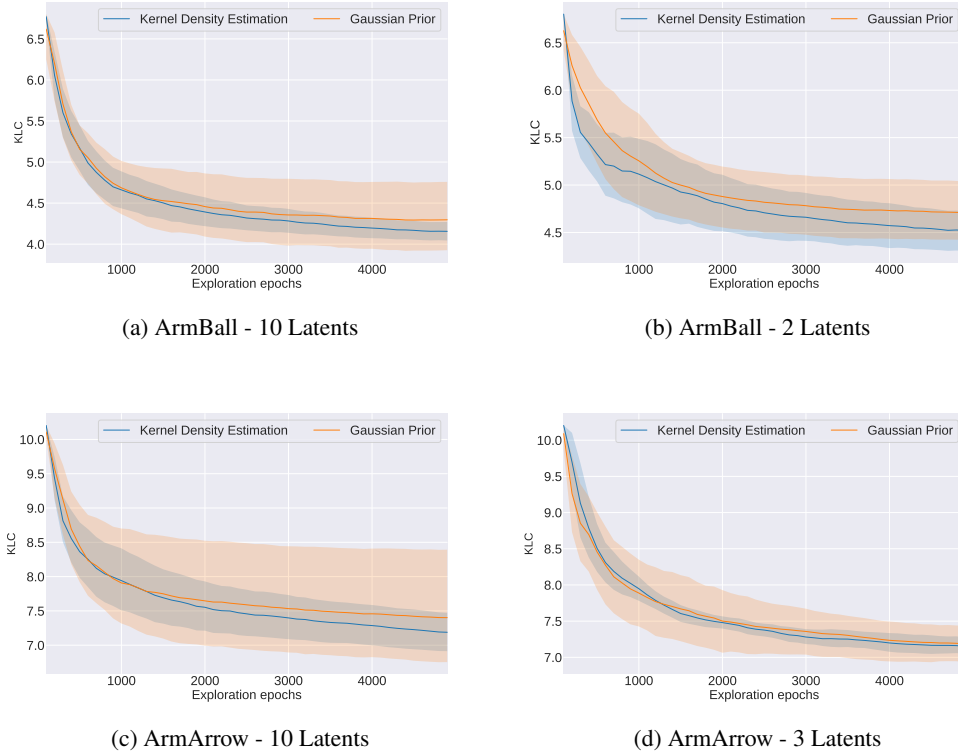 Kernel Density Estimation Gaussian Prior
6.5
6.0
5.5
5.0
4.5
4.0
KLC
1000 2000 3000 4000
Exploration epochs
(a) ArmBall - 10 Latents
Kernel Density Estimation Gaussian Prior
6.5
6.0
5.5
5.0
4.5
KLC
1000 2000 3000 4000
Exploration epochs
(b) ArmBall - 2 Latents
Kernel Density Estimation Gaussian Prior
10.0
9.5
9.0
8.5
8.0
7.5
7.0
KLC
1000 2000 3000 4000
Exploration epochs
(c) ArmArrow - 10 Latents
Kernel Density Estimation Gaussian Prior
10.0
9.5
9.0
8.5
8.0
7.5
7.0
KLC
1000 2000 3000 4000
Exploration epochs
(d) ArmArrow - 3 Latents